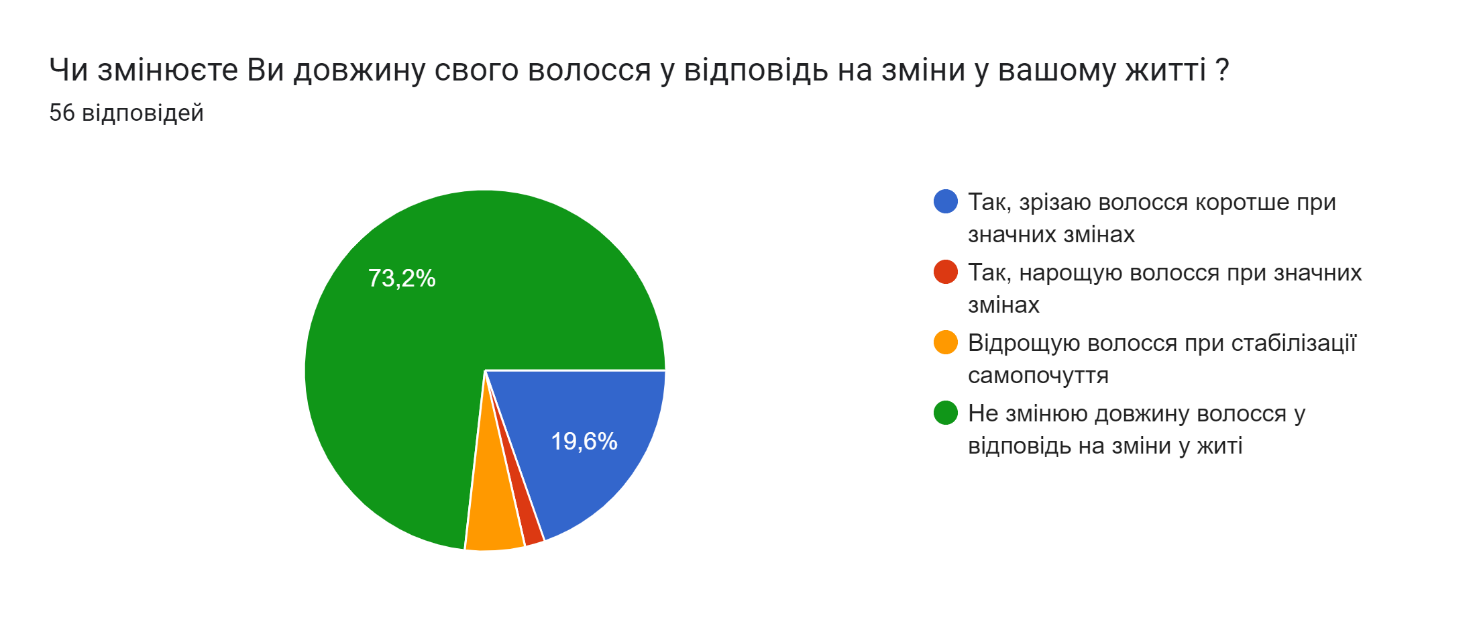 Чи змінюєте Ви довжину свого волосся у відповідь на зміни у вашому житті ?
56 відповідей
73,2%
19,6%
Так, зрізаю волосся коротше при
значних змінах
Так, нарощую волосся при значних
змінах
Відрощую волосся при стабілізації
самопочуття
Не змінюю довжину волосся у
відповідь на зміни у житі